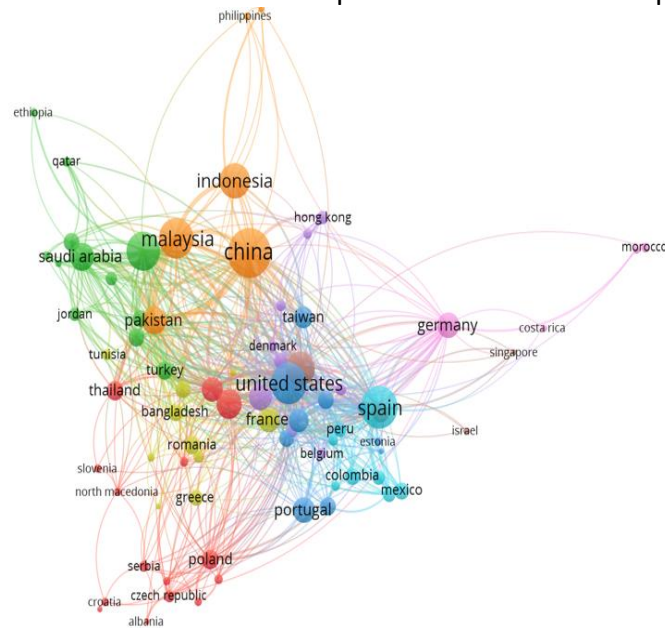 philippines
ethiopia
qatar
indonesia
hong kong
malaysia
china
saudi arabia
morocco
jordan
pakistan
taiwan
germany
costa rica
tunisia
denmark
singapore
turkey
thailand
united states
bangladesh
france
spain
peru
israel
romania
estonia
belgium
slovenia
colombia
north macedonia
greece
mexico
portugal
poland
serbia
czech republic
croatia
albania